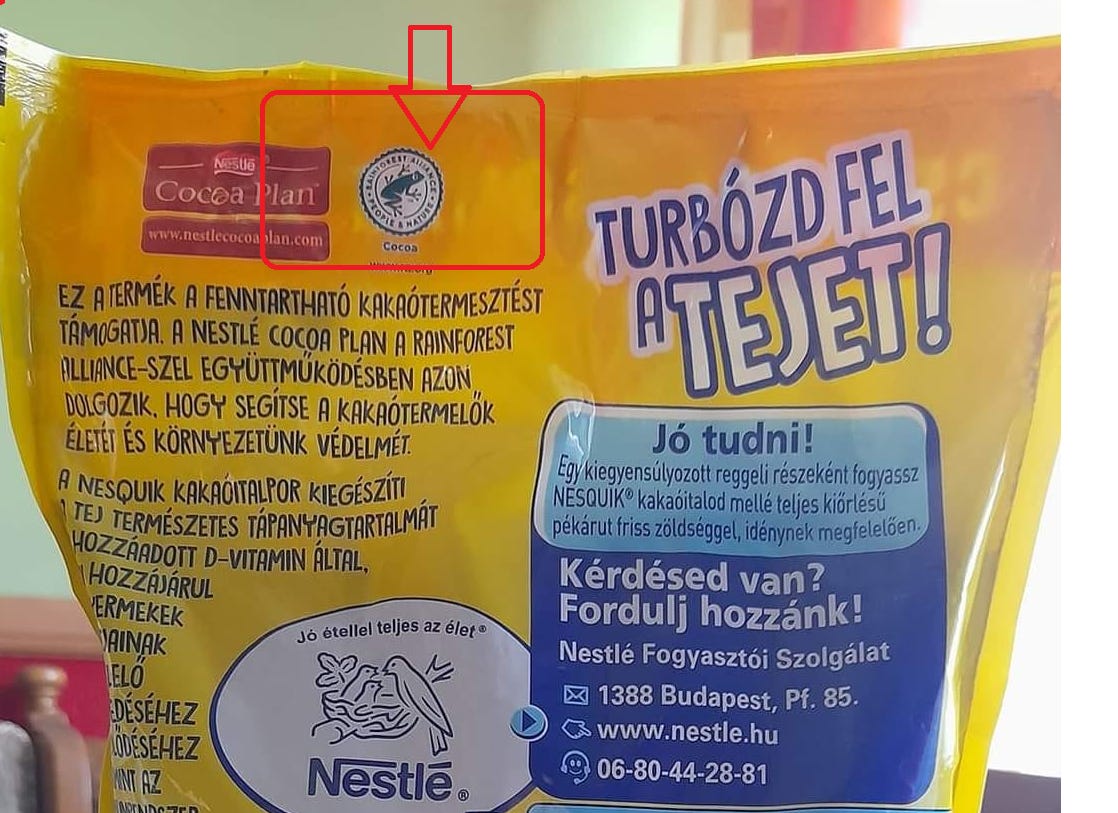 Nestlé
Cocoa Plan
www.nestlecocoaplan.com
RAINFOREST ALLIANCE
PEOPLE & NATURE
Cocoa
EZ A TERMÉK A FENNTARTHATÓ KAKAÓTERMESZTÉST
TÁMOGATJA. A NESTLÉ COCOA PLAN A RAINFOREST
ALLIANCE-SZEL EGYÜTTMŰKÖDÉSBEN AZON
DOLGOZIK, HOGY SEGÍTSE A KAKAÓTERMELŐK
ÉLETÉT ÉS KÖRNYEZETÜNK VÉDELMÉT.
A NESQUIK KAKAÓITALPOR KIEGÉSZÍTI
A TEJ TERMÉSZETES TÁPANYAGTARTALMÁT
HOZZÁADOTT D-VITAMIN ÁLTAL,
HOZZÁJÁRUL
TURBÓZD FEL
A TEJET!
Jó tudni!
Egy kiegyensúlyozott reggeli részeként fogyassz
NESQUIK® kakaóitalod mellé teljes kiőrlésű
pékárut friss zöldséggel, idénynek megfelelően.
Kérdésed van?
Fordulj hozzánk!
Nestlé Fogyasztói Szolgálat
1388 Budapest, Pf. 85.
www.nestle.hu
06-80-44-28-81
Jó étellel teljes az élet®
Nestlé®